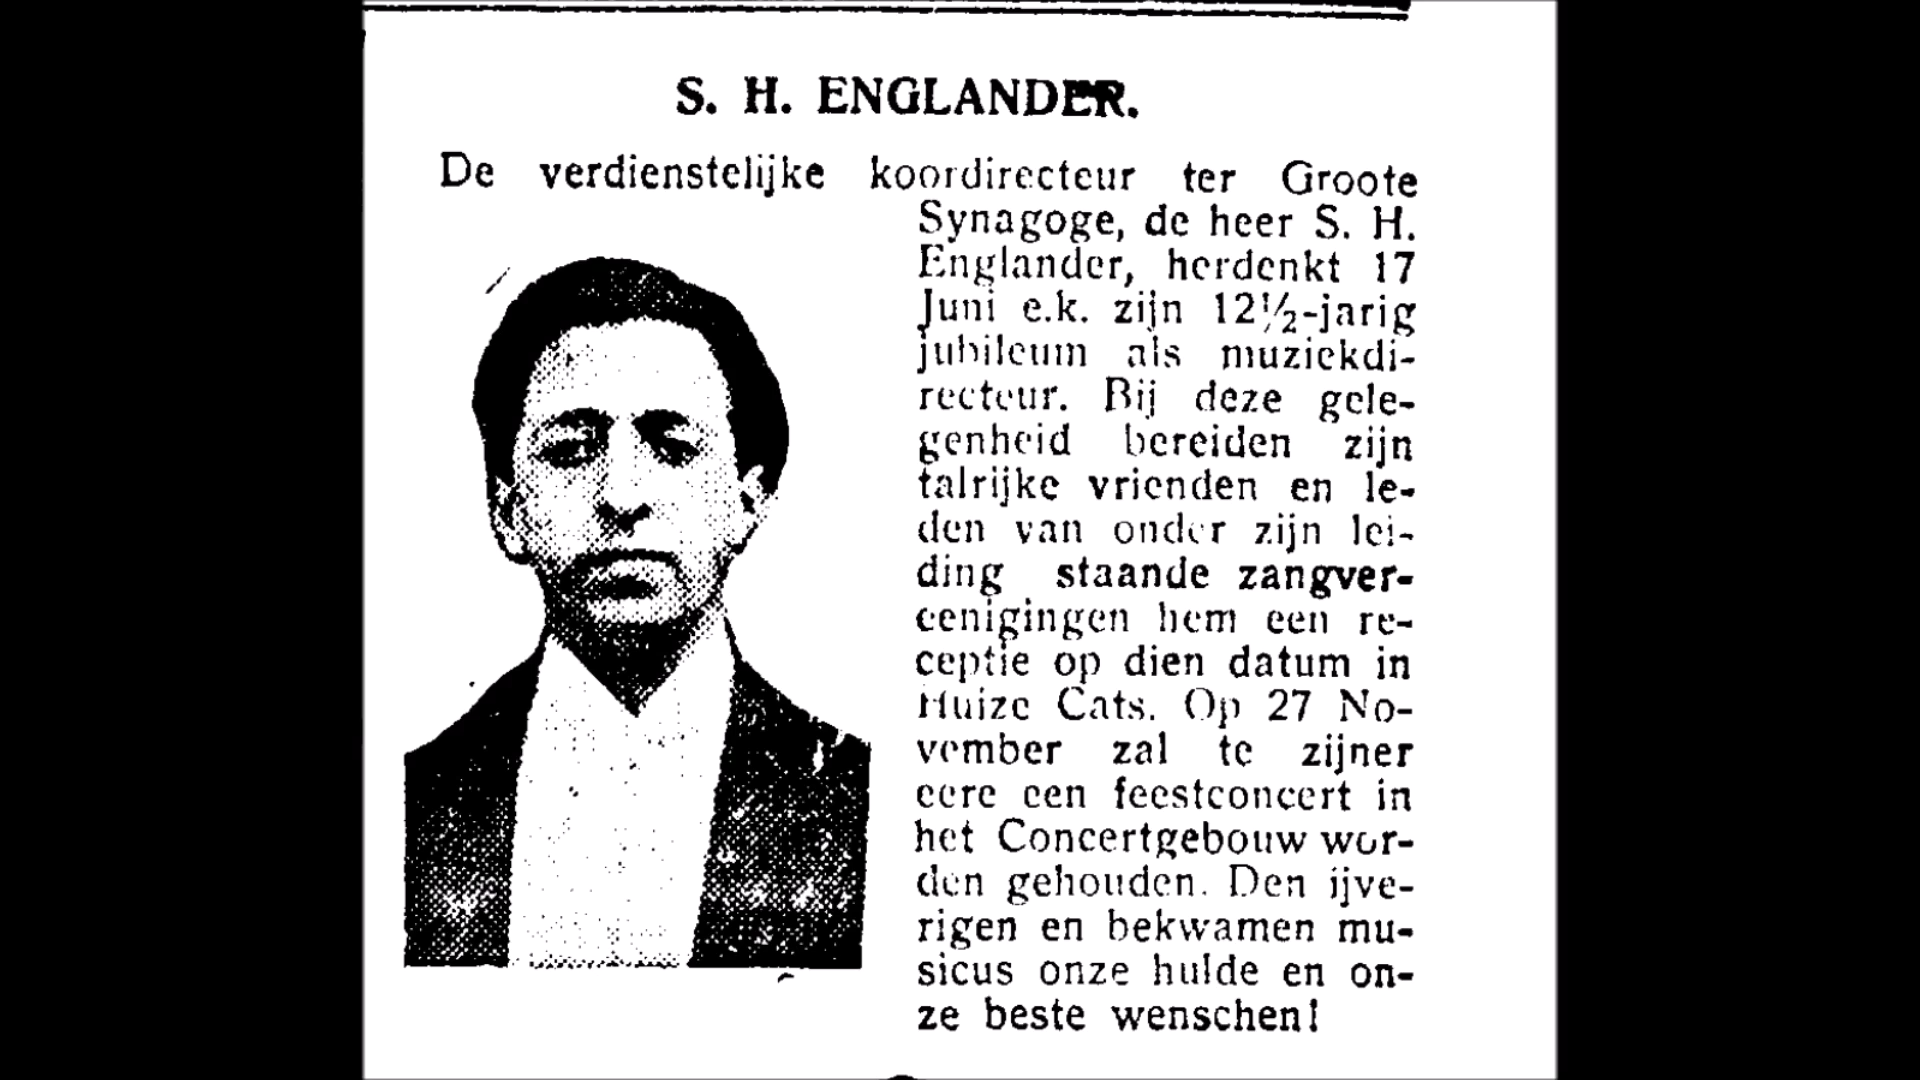 S. H. ENGLANDER.
De verdienstelijke koordirecteur ter Groote
Synagoge, de heer S. H.
Englander, herdenkt 17
Juni e.k. zijn 12½-jarig
jubileum als muziekdi-
recteur. Bij deze gele-
genheid bereiden zijn
talrijke vrienden en le-
den van onder zijn lei-
ding staande zangver-
eenigingen hem een re-
ceptie op dien datum in
Huize Cats. Op 27 No-
vember zal te zijner
eere een feestconcert in
het Concertgebouw wor-
den gehouden. Den ijve-
rigen en bekwamen mu-
sicus onze hulde en on-
ze beste wenschen!